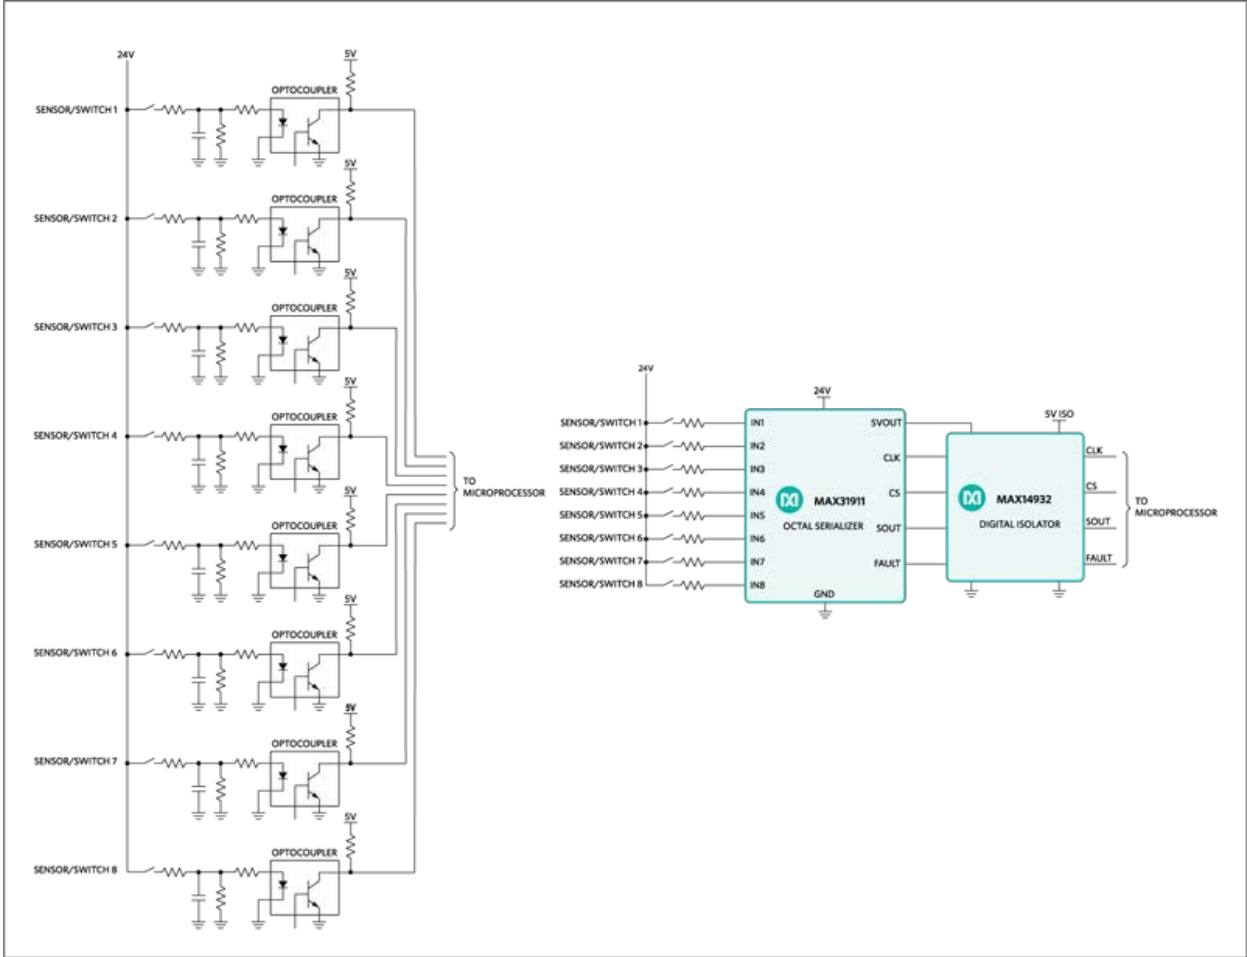 24V
5V
OPTOCOUPLER
SENSOR/SWITCH 1
5V
OPTOCOUPLER
SENSOR/SWITCH 2
5V
OPTOCOUPLER
SENSOR/SWITCH 3
5V
OPTOCOUPLER
SENSOR/SWITCH 4
5V
OPTOCOUPLER
SENSOR/SWITCH 5
5V
OPTOCOUPLER
SENSOR/SWITCH 6
5V
OPTOCOUPLER
SENSOR/SWITCH 7
5V
OPTOCOUPLER
SENSOR/SWITCH 8
TO
MICROPROCESSOR
24V
SENSOR/SWITCH 1
SENSOR/SWITCH 2
SENSOR/SWITCH 3
SENSOR/SWITCH 4
SENSOR/SWITCH 5
SENSOR/SWITCH 6
SENSOR/SWITCH 7
SENSOR/SWITCH 8
24V
IN1
IN2
IN3
IN4
IN5
IN6
IN7
IN8
MAX31911
OCTAL SERIALIZER
5VOUT
CLK
CS
SOUT
FAULT
GND
5V ISO
MAX14932
DIGITAL ISOLATOR
CLK
CS
SOUT
FAULT
TO
MICROPROCESSOR